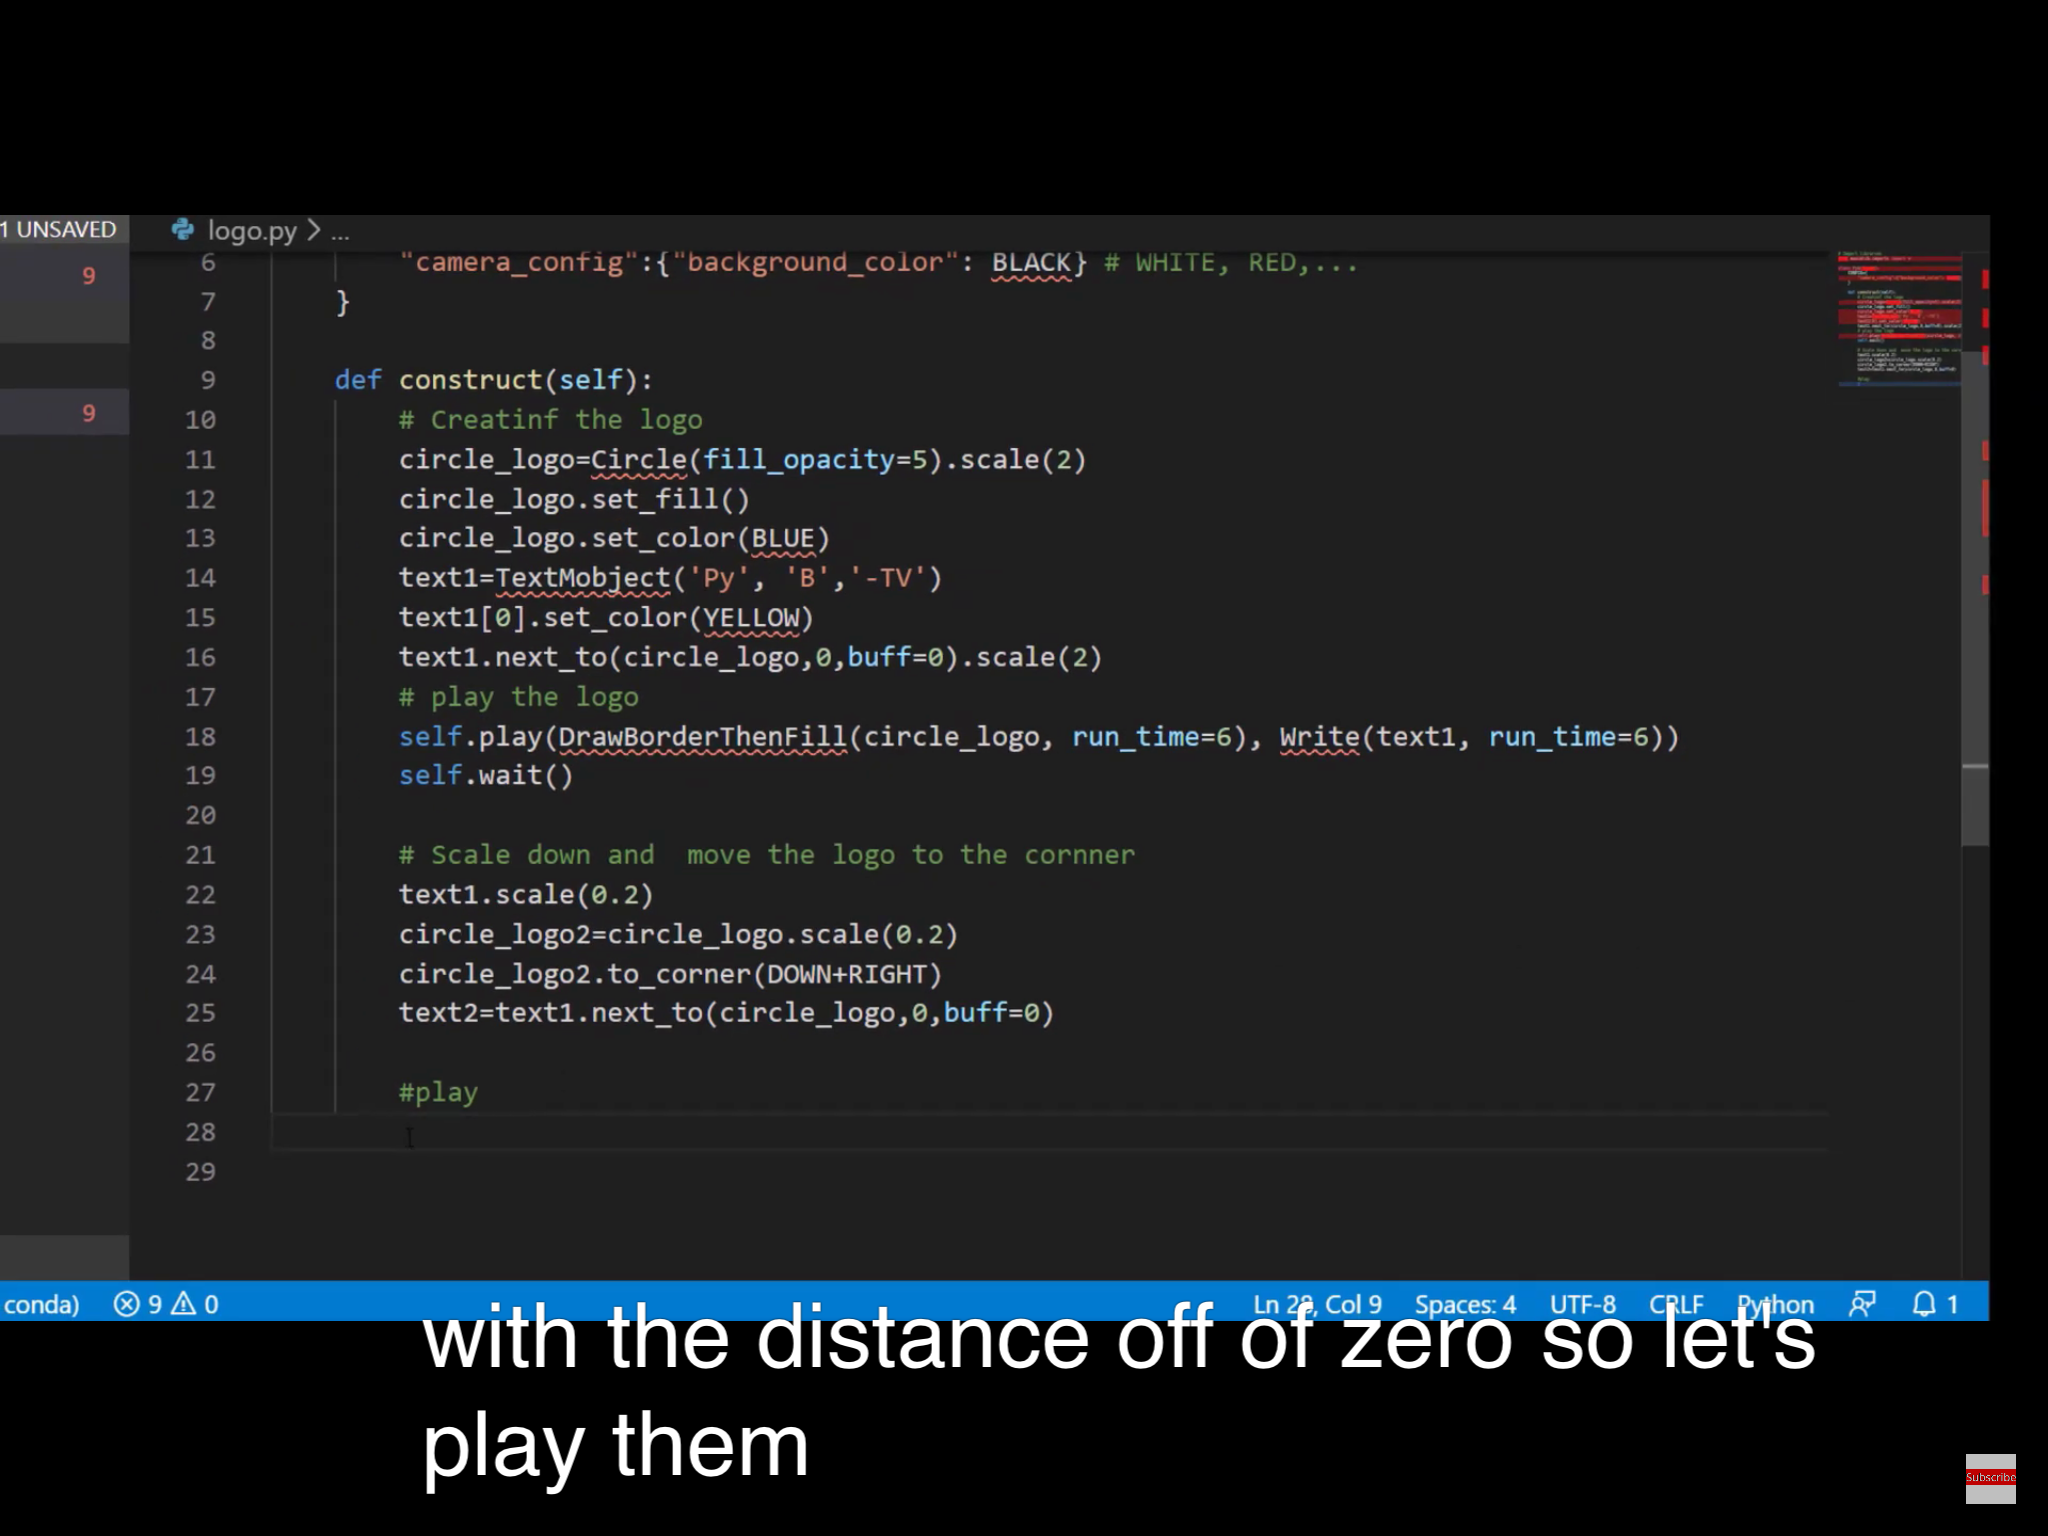 1 UNSAVED
logo.py > ...
9
9
6 "camera_config":{"background_color": BLACK} # WHITE, RED,...
7 }
8
9 def construct(self):
10 # Creatinf the logo
11 circle_logo=Circle(fill_opacity=5).scale(2)
12 circle_logo.set_fill()
13 circle_logo.set_color(BLUE)
14 text1=TextMobject('Py', 'B','-TV')
15 text1[0].set_color(YELLOW)
16 text1.next_to(circle_logo,0,buff=0).scale(2)
17 # play the logo
18 self.play(DrawBorderThenFill(circle_logo, run_time=6), Write(text1, run_time=6))
19 self.wait()
20
21 # Scale down and  move the logo to the cornner
22 text1.scale(0.2)
23 circle_logo2=circle_logo.scale(0.2)
24 circle_logo2.to_corner(DOWN+RIGHT)
25 text2=text1.next_to(circle_logo,0,buff=0)
26
27 #play
28
29
conda) 9 0 Ln 28, Col 9 Spaces: 4 UTF-8 CRLF Python 1
with the distance off of zero so let's
play them
Subscribe